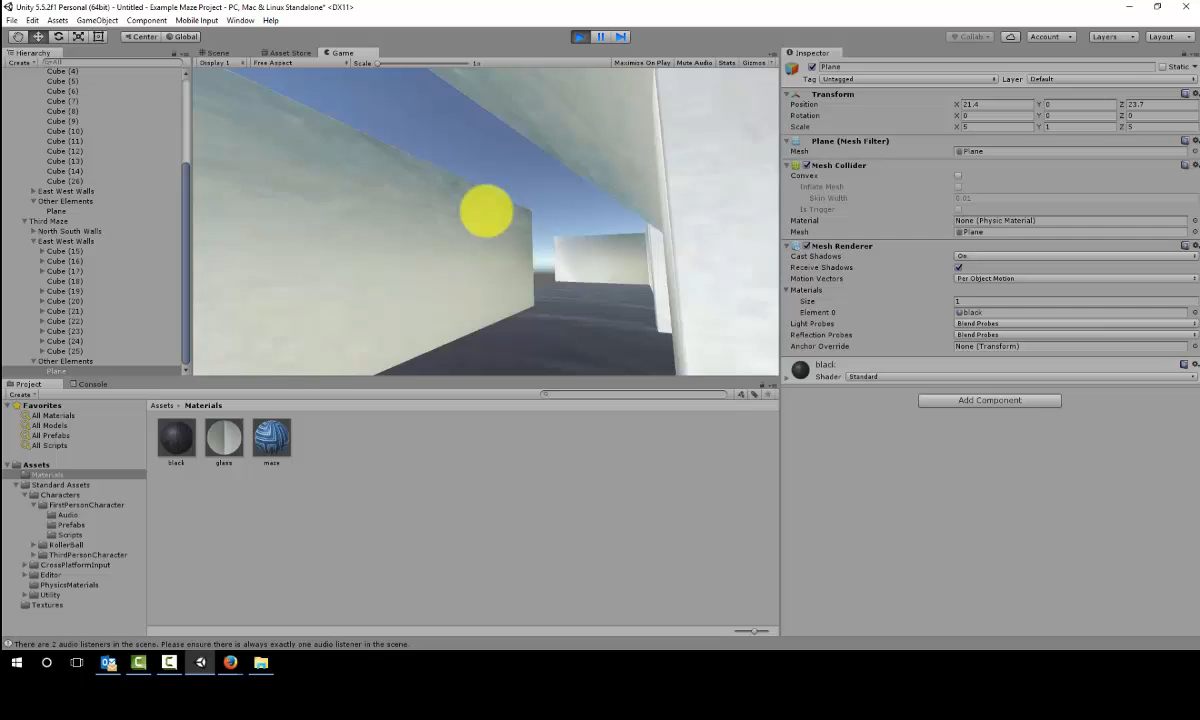 Unity 5.5.2f1 Personal (64bit) - Untitled - Example Maze Project - PC, Mac & Linux Standalone* <DX11>
File Edit Assets GameObject Component Mobile Input Window Help
Center Global Collab Account Layers Layout
Hierarchy
Create All
Cube (4)
Cube (5)
Cube (6)
Cube (7)
Cube (8)
Cube (9)
Cube (10)
Cube (11)
Cube (12)
Cube (13)
Cube (14)
Cube (26)
East West Walls
Other Elements
Plane
Third Maze
North South Walls
East West Walls
Cube (15)
Cube (16)
Cube (17)
Cube (18)
Cube (19)
Cube (20)
Cube (21)
Cube (22)
Cube (23)
Cube (24)
Cube (25)
Other Elements
Plane
Scene Asset Store Game
Display 1 Free Aspect Scale 1x Maximize On Play Mute Audio Stats Gizmos
Inspector
Plane Static
Tag Untagged Layer Default
Transform
Position X 21.4 Y 0 Z 23.7
Rotation X 0 Y 0 Z 0
Scale X 5 Y 1 Z 5
Plane (Mesh Filter)
Mesh Plane
Mesh Collider
Convex
Inflate Mesh
Skin Width 0.01
Is Trigger
Material None (Physic Material)
Mesh Plane
Mesh Renderer
Cast Shadows On
Receive Shadows
Motion Vectors Per Object Motion
Materials
Size 1
Element 0 black
Light Probes Blend Probes
Reflection Probes Blend Probes
Anchor Override None (Transform)
black
Shader Standard
Add Component
Project Console
Create
Favorites
All Materials
All Models
All Prefabs
All Scripts
Assets
Materials
Standard Assets
Characters
FirstPersonCharacter
Audio
Prefabs
Scripts
RollerBall
ThirdPersonCharacter
CrossPlatformInput
Editor
PhysicsMaterials
Utility
Textures
Assets Materials
black glass maze
There are 2 audio listeners in the scene. Please ensure there is always exactly one audio listener in the scene.